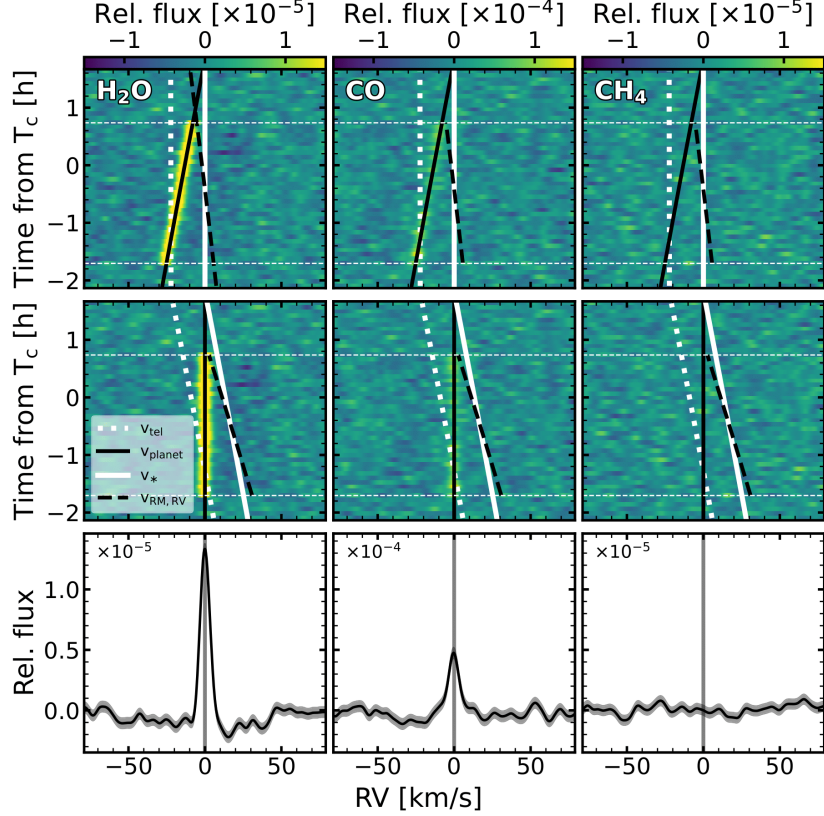 Rel. flux [×10⁻⁵] Rel. flux [×10⁻⁴] Rel. flux [×10⁻⁵]
−1 0 1 −1 0 1 −1 0 1
H₂O CO CH₄
Time from T_c [h]
1
0
−1
−2
Time from T_c [h]
1
0
−1
−2
v_tel
v_planet
v_*
v_RM, RV
×10⁻⁵ ×10⁻⁴ ×10⁻⁵
Rel. flux
1.0
0.5
0.0
−50 0 50 −50 0 50 −50 0 50
RV [km/s]